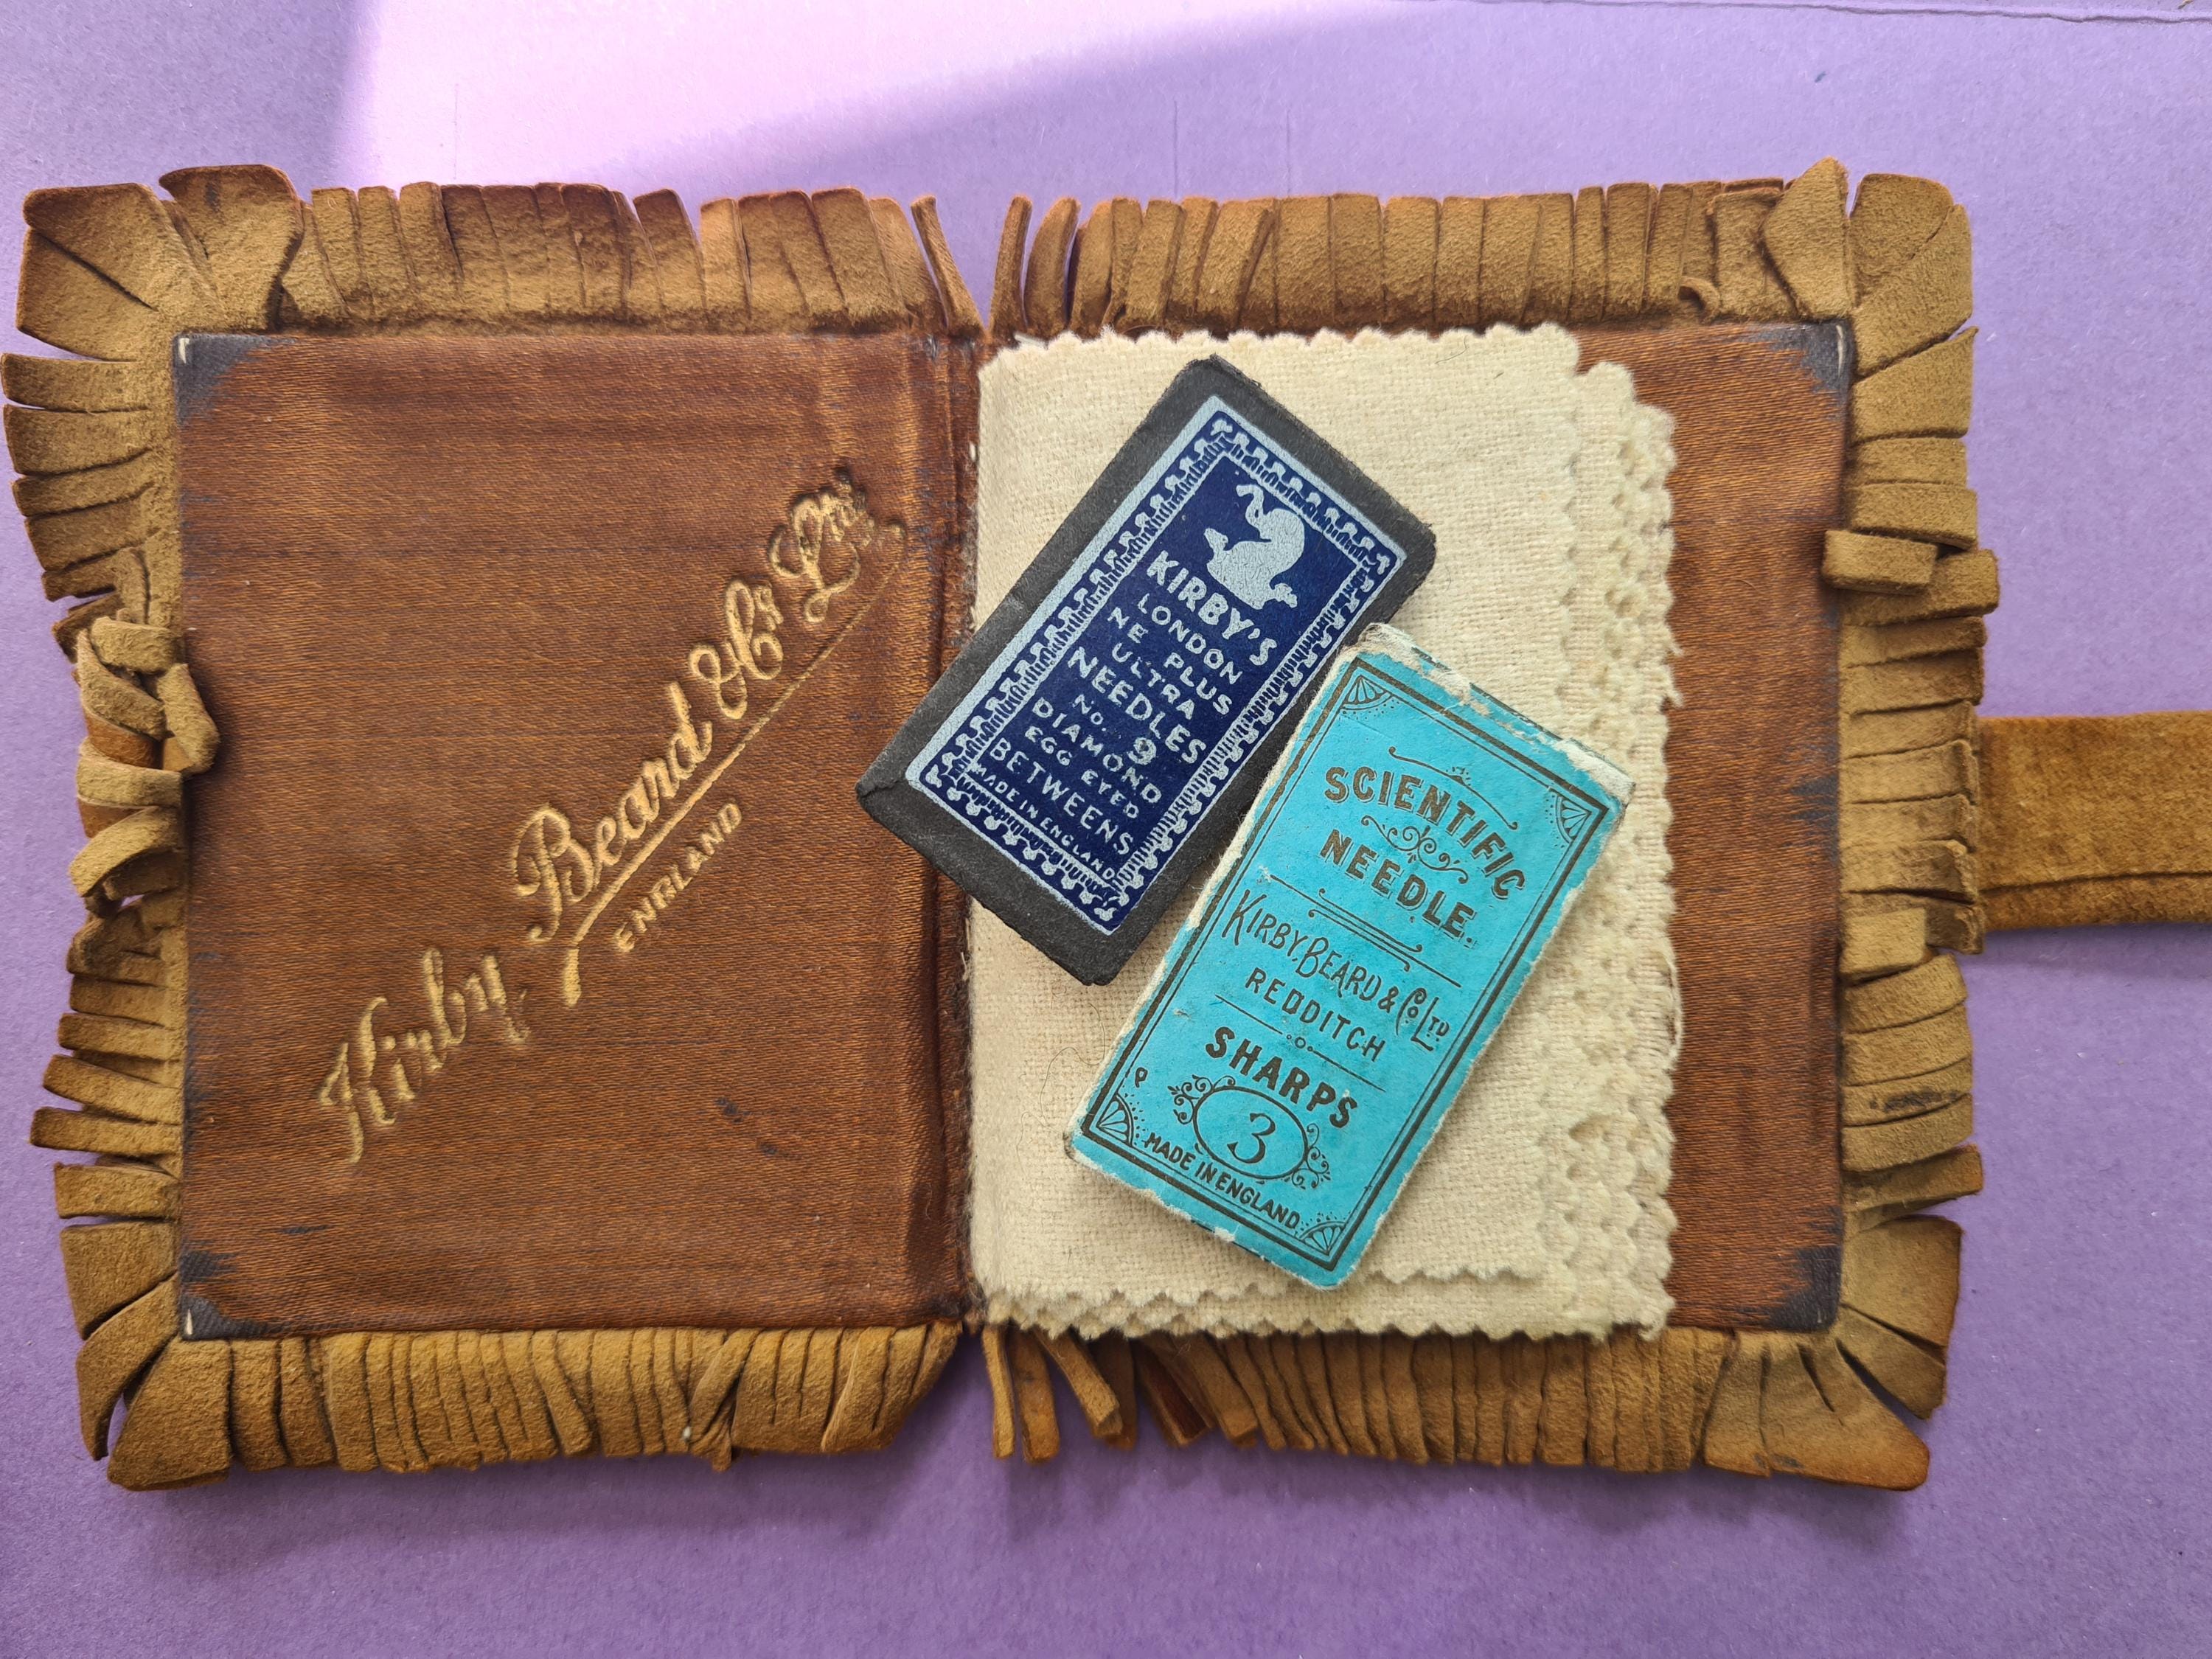 Kirby, Beard & Co. Ltd.
ENGLAND
KIRBY'S
LONDON
NE PLUS
ULTRA
NEEDLES
No. 9
DIAMOND
EGG EYED
BETWEENS
MADE IN ENGLAND
SCIENTIFIC
NEEDLE.
KIRBY, BEARD & Co. LTD.
REDDITCH
SHARPS
P
3
MADE IN ENGLAND.